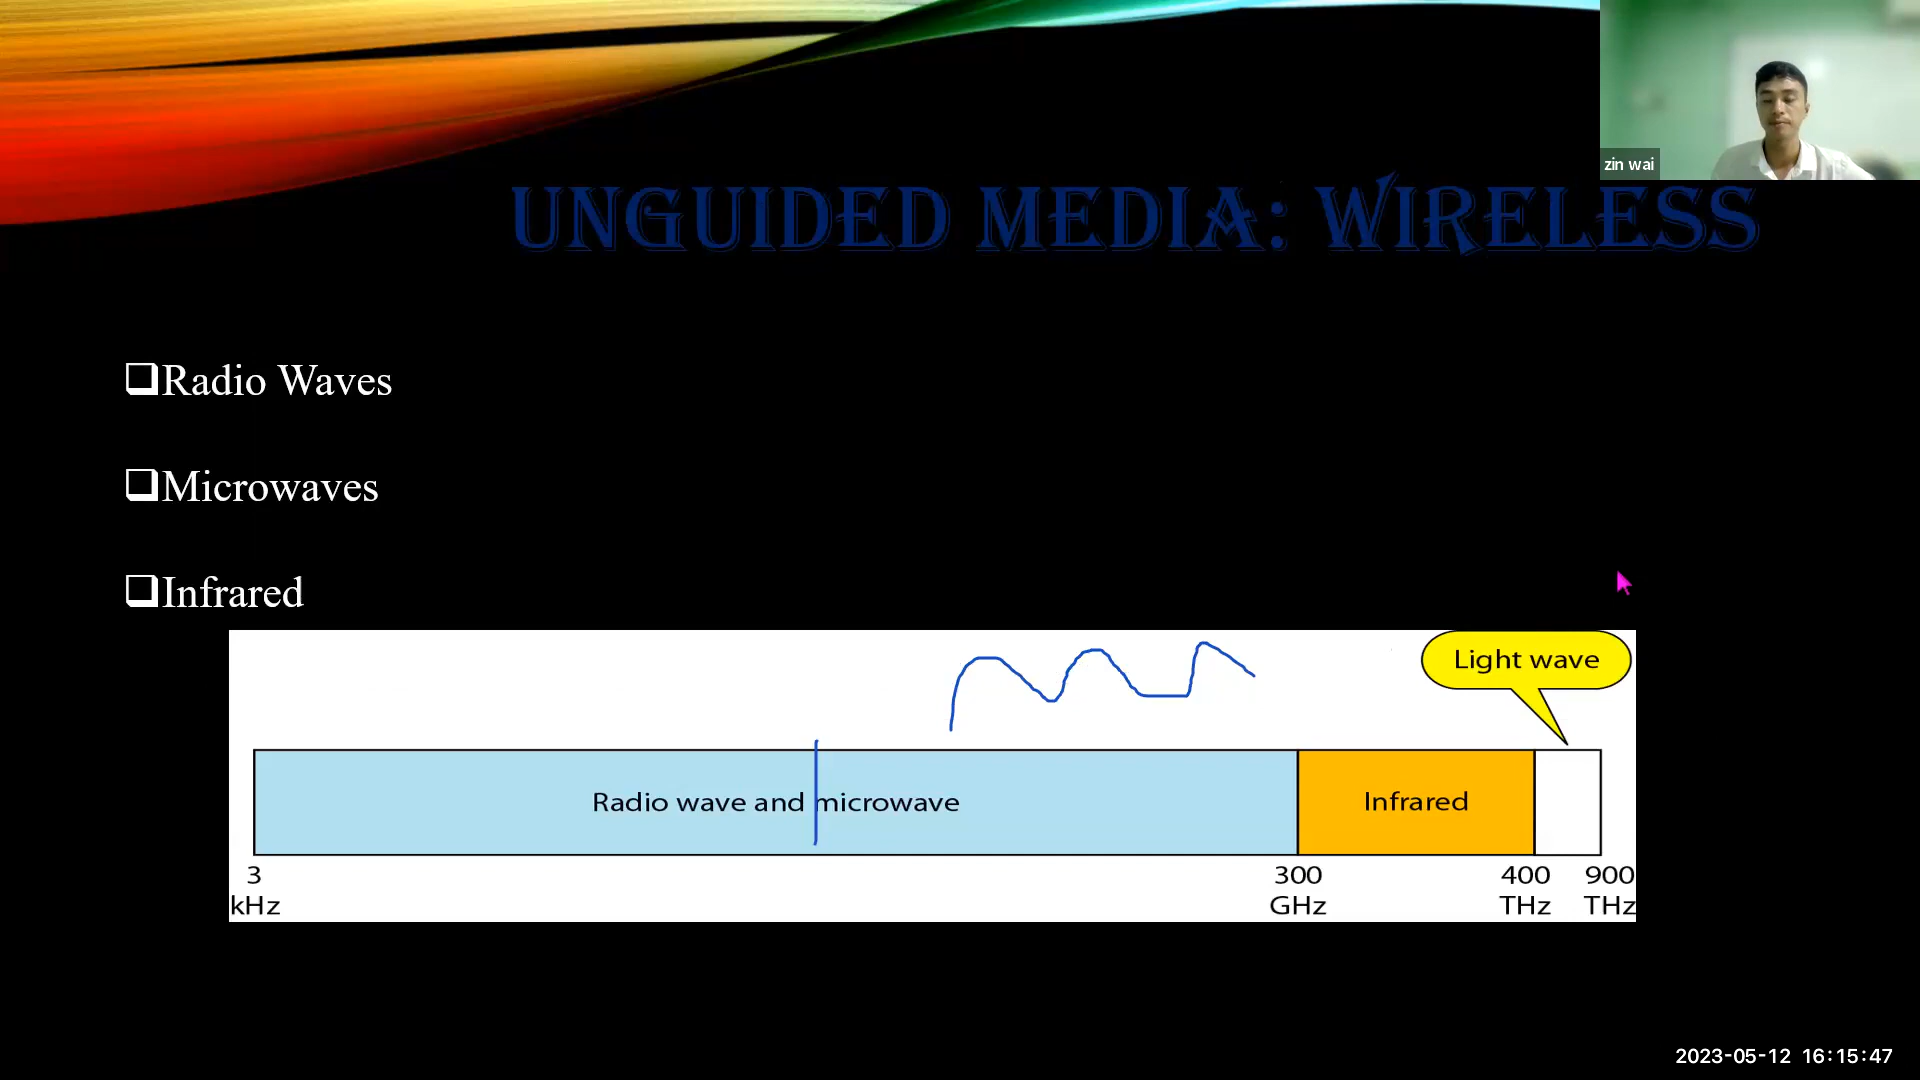 zin wai
UNGUIDED MEDIA: WIRELESS
Radio Waves
Microwaves
Infrared
Light wave
Radio wave and microwave
Infrared
3 kHz
300 GHz
400 THz
900 THz
2023-05-12 16:15:47